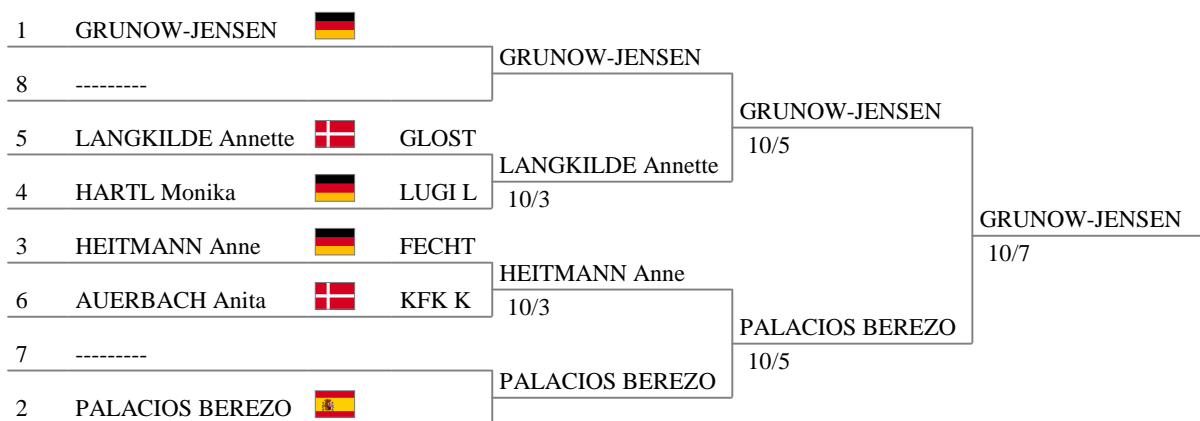 1 GRUNOW-JENSEN
GRUNOW-JENSEN
8 ---------
GRUNOW-JENSEN
5 LANGKILDE Annette GLOST
10/5
LANGKILDE Annette
4 HARTL Monika LUGI L
10/3
GRUNOW-JENSEN
3 HEITMANN Anne FECHT
10/7
HEITMANN Anne
6 AUERBACH Anita KFK K
10/3
PALACIOS BEREZO
7 ---------
10/5
PALACIOS BEREZO
2 PALACIOS BEREZO